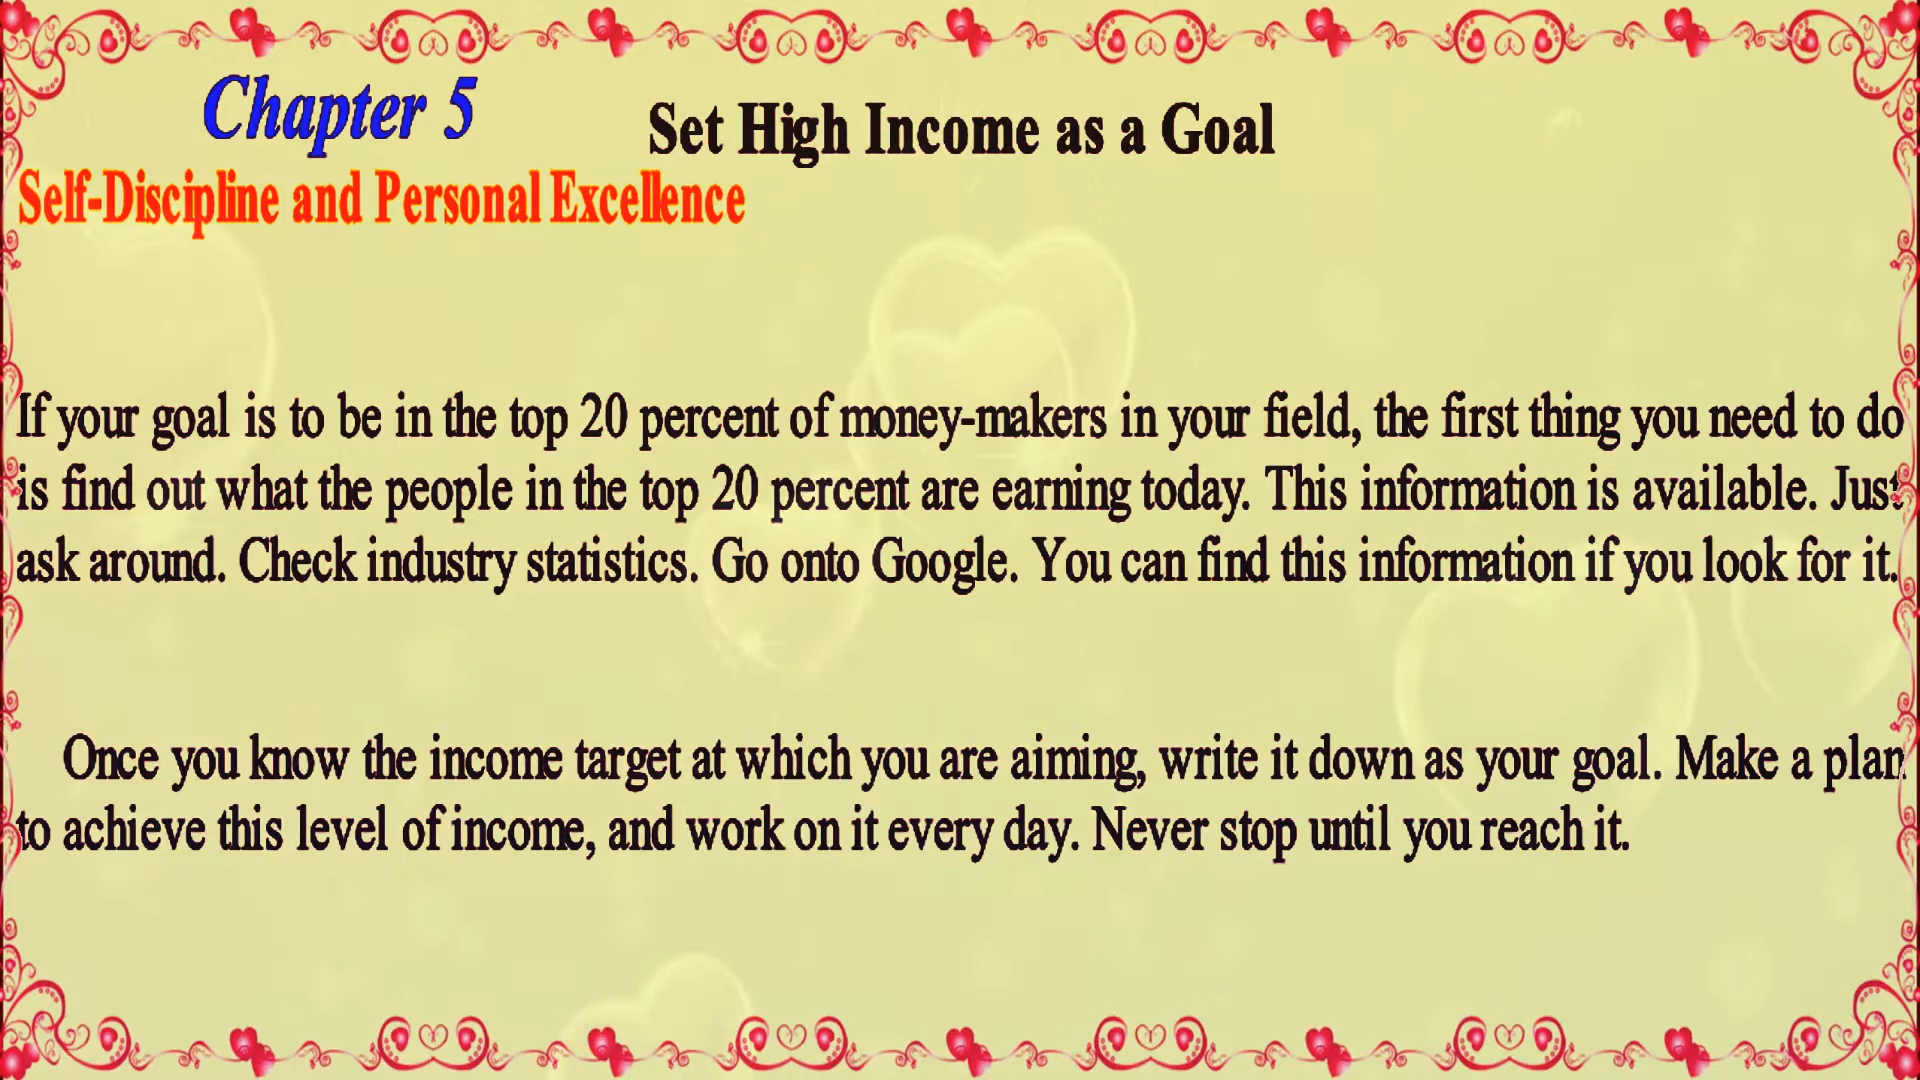 Chapter 5
Set High Income as a Goal
Self-Discipline and Personal Excellence
If your goal is to be in the top 20 percent of money-makers in your field, the first thing you need to do
is find out what the people in the top 20 percent are earning today. This information is available. Just
ask around. Check industry statistics. Go onto Google. You can find this information if you look for it.
Once you know the income target at which you are aiming, write it down as your goal. Make a plan
to achieve this level of income, and work on it every day. Never stop until you reach it.